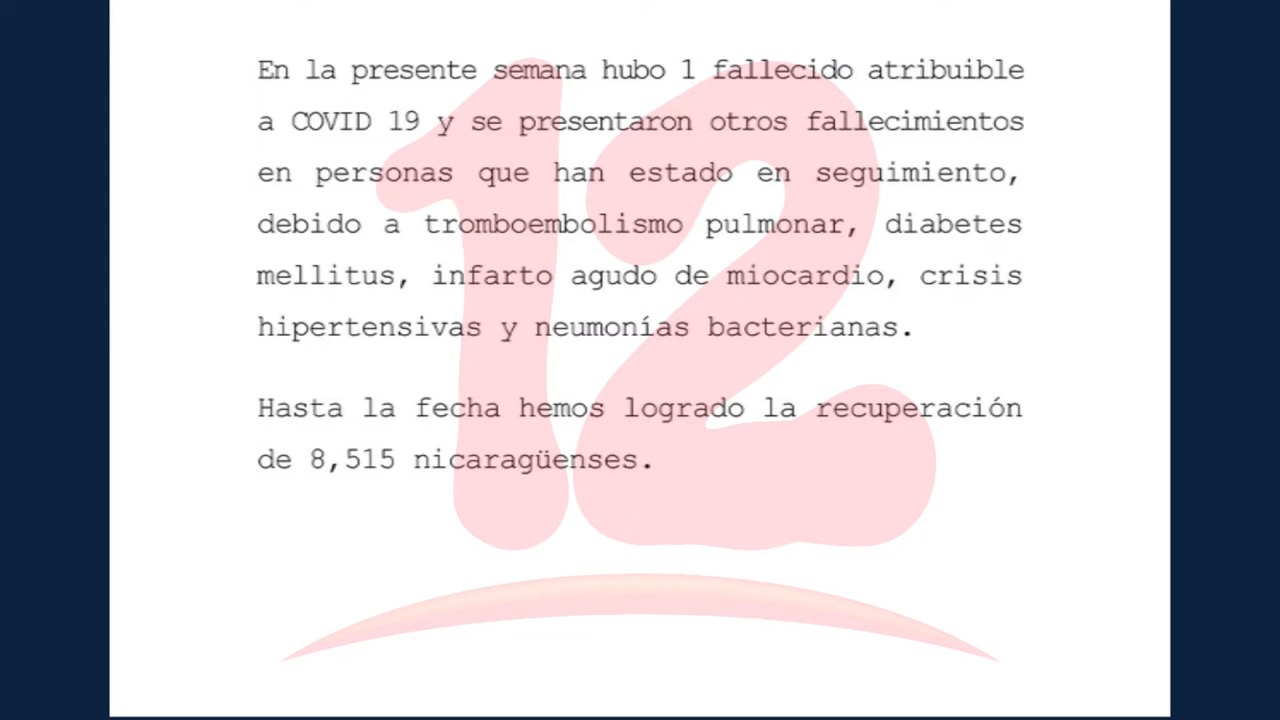 En la presente semana hubo 1 fallecido atribuible
a COVID 19 y se presentaron otros fallecimientos
en personas que han estado en seguimiento,
debido a tromboembolismo pulmonar, diabetes
mellitus, infarto agudo de miocardio, crisis
hipertensivas y neumonías bacterianas.
Hasta la fecha hemos logrado la recuperación
de 8,515 nicaragüenses.
12